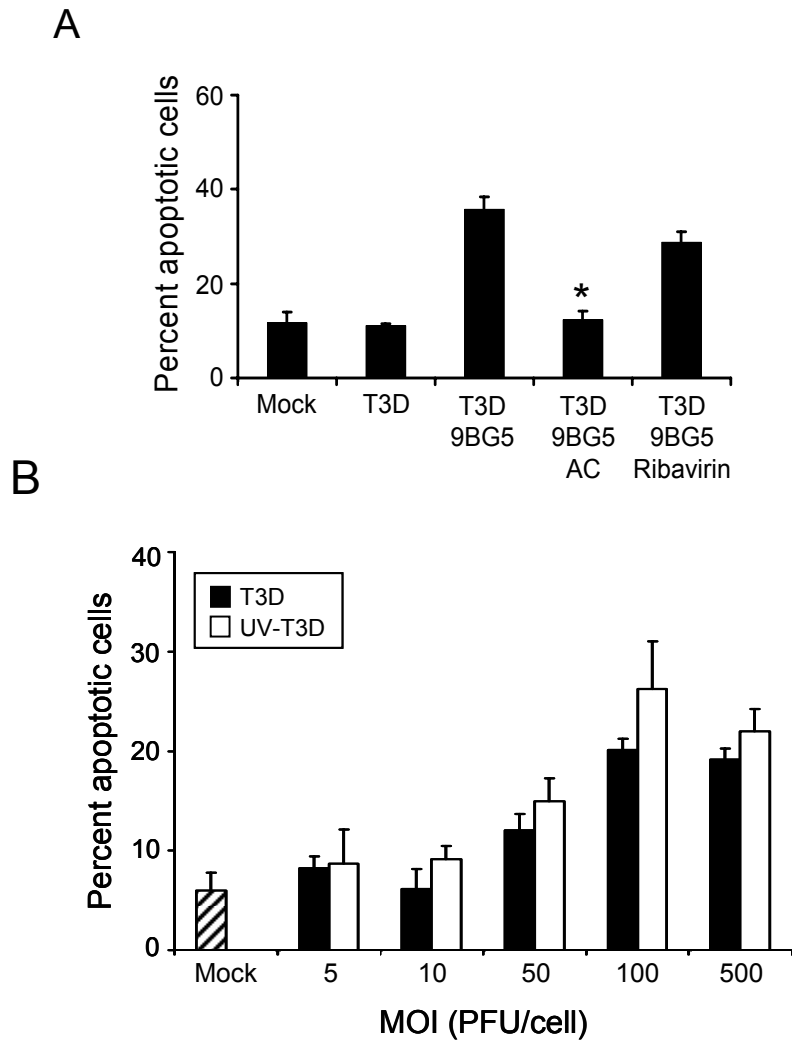 A
Percent apoptotic cells
60
40
20
0
*
Mock
T3D
T3D
9BG5
T3D
9BG5
AC
T3D
9BG5
Ribavirin
B
Percent apoptotic cells
40
30
20
10
0
T3D
UV-T3D
Mock
5
10
50
100
500
MOI (PFU/cell)